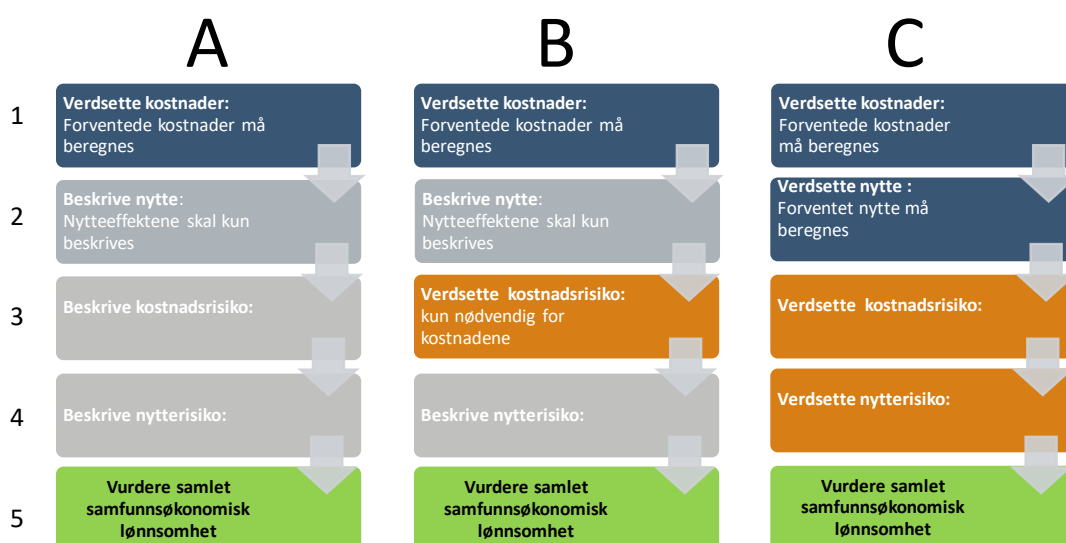 A
B
C
1
Verdsette kostnader:
Forventede kostnader må
beregnes
Verdsette kostnader:
Forventede kostnader må
beregnes
Verdsette kostnader:
Forventede kostnader
må beregnes
2
Beskrive nytte:
Nytteeffektene skal kun
beskrives
Beskrive nytte:
Nytteeffektene skal kun
beskrives
Verdsette nytte :
Forventet nytte må
beregnes
3
Beskrive kostnadsrisiko:
Verdsette kostnadsrisiko:
kun nødvendig for
kostnadene
Verdsette kostnadsrisiko:
4
Beskrive nytterisiko:
Beskrive nytterisiko:
Verdsette nytterisiko:
5
Vurdere samlet
samfunnsøkonomisk
lønnsomhet
Vurdere samlet
samfunnsøkonomisk
lønnsomhet
Vurdere samlet
samfunnsøkonomisk
lønnsomhet